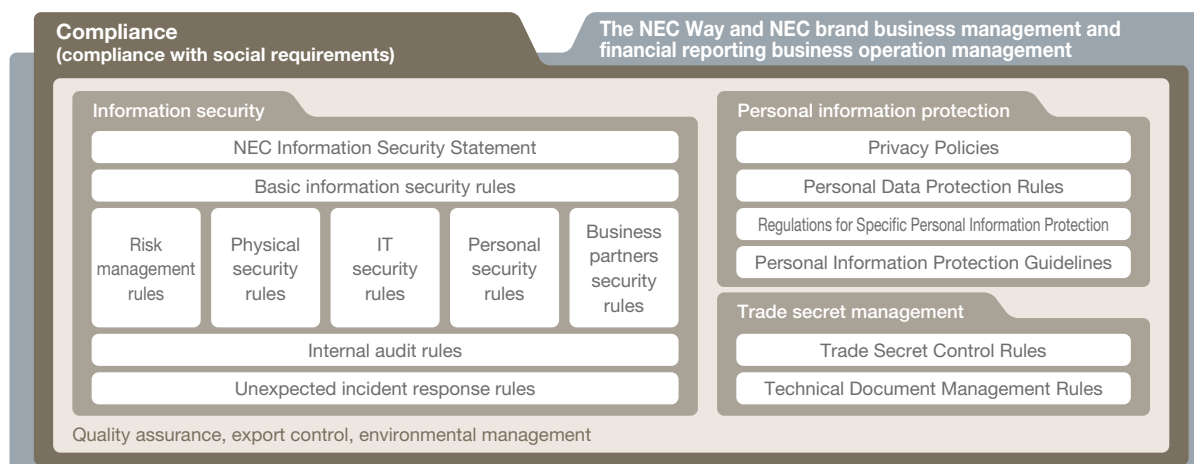 Compliance
(compliance with social requirements)
The NEC Way and NEC brand business management and
financial reporting business operation management
Information security
NEC Information Security Statement
Basic information security rules
Risk
management
rules
Physical
security
rules
IT
security
rules
Personal
security
rules
Business
partners
security
rules
Internal audit rules
Unexpected incident response rules
Personal information protection
Privacy Policies
Personal Data Protection Rules
Regulations for Specific Personal Information Protection
Personal Information Protection Guidelines
Trade secret management
Trade Secret Control Rules
Technical Document Management Rules
Quality assurance, export control, environmental management